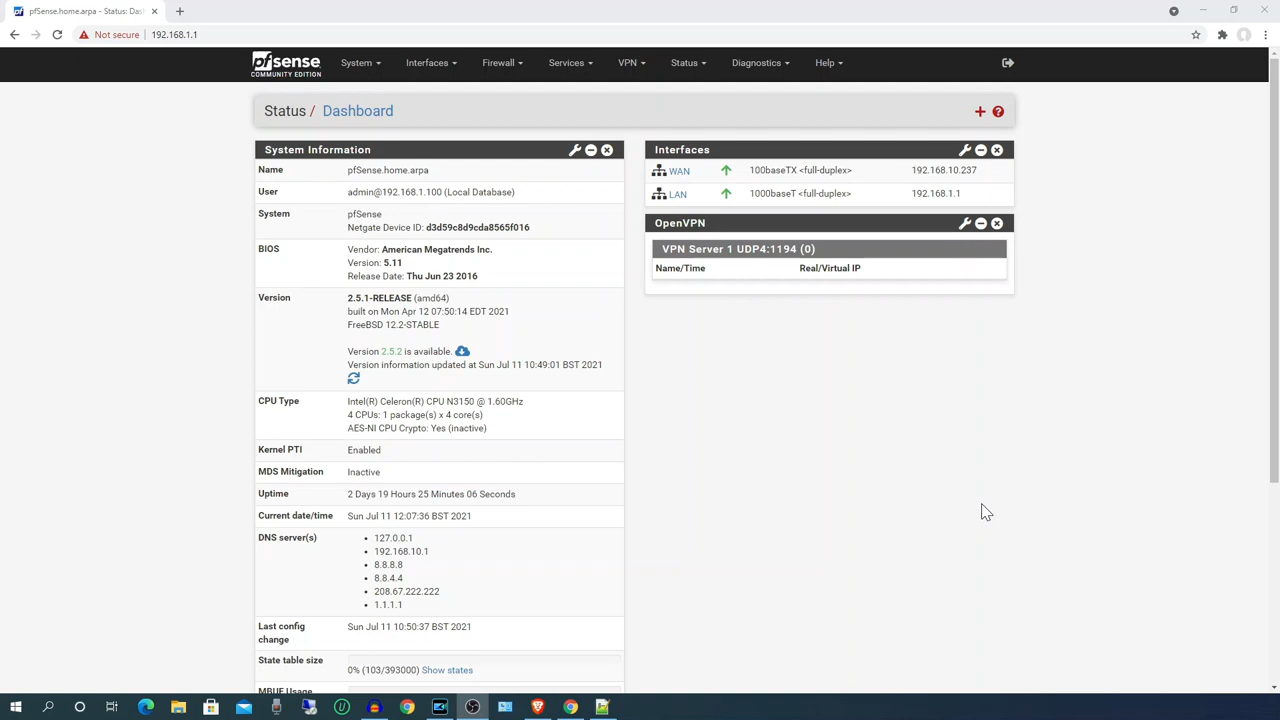 pfSense.home.arpa - Status: Dash
Not secure
192.168.1.1
pfsense
COMMUNITY EDITION
System
Interfaces
Firewall
Services
VPN
Status
Diagnostics
Help
Status / Dashboard
System Information
Name
pfSense.home.arpa
User
admin@192.168.1.100 (Local Database)
System
pfSense
Netgate Device ID: d3d59c8d9cda8565f016
BIOS
Vendor: American Megatrends Inc.
Version: 5.11
Release Date: Thu Jun 23 2016
Version
2.5.1-RELEASE (amd64)
built on Mon Apr 12 07:50:14 EDT 2021
FreeBSD 12.2-STABLE
Version 2.5.2 is available.
Version information updated at Sun Jul 11 10:49:01 BST 2021
CPU Type
Intel(R) Celeron(R) CPU N3150 @ 1.60GHz
4 CPUs: 1 package(s) x 4 core(s)
AES-NI CPU Crypto: Yes (inactive)
Kernel PTI
Enabled
MDS Mitigation
Inactive
Uptime
2 Days 19 Hours 25 Minutes 06 Seconds
Current date/time
Sun Jul 11 12:07:36 BST 2021
DNS server(s)
127.0.0.1
192.168.10.1
8.8.8.8
8.8.4.4
208.67.222.222
1.1.1.1
Last config
change
Sun Jul 11 10:50:37 BST 2021
State table size
0% (103/393000) Show states
MBUF Usage
Interfaces
WAN
100baseTX <full-duplex>
192.168.10.237
LAN
1000baseT <full-duplex>
192.168.1.1
OpenVPN
VPN Server 1 UDP4:1194 (0)
Name/Time
Real/Virtual IP